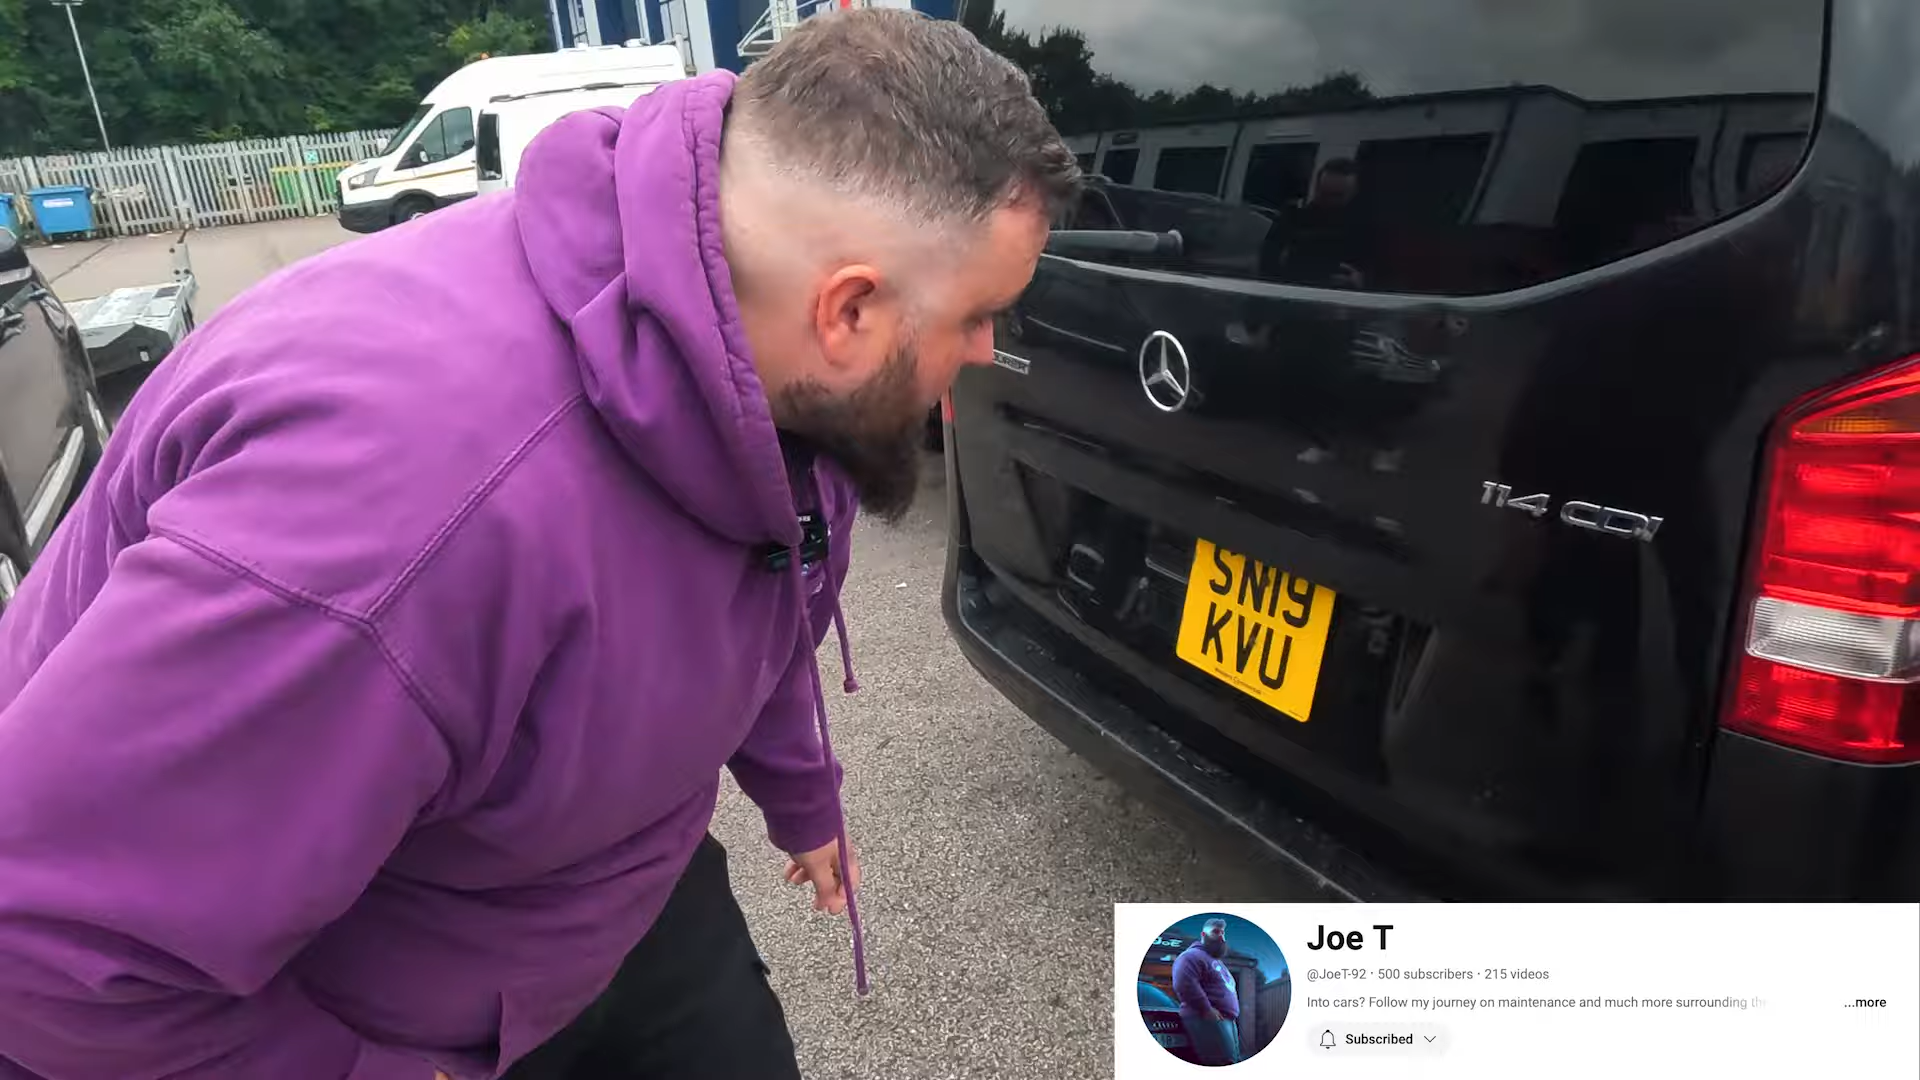 114 CDI
SN19
KVU
Joe T
@JoeT-92 · 500 subscribers · 215 videos
Into cars? Follow my journey on maintenance and much more surrounding
...more
Subscribed